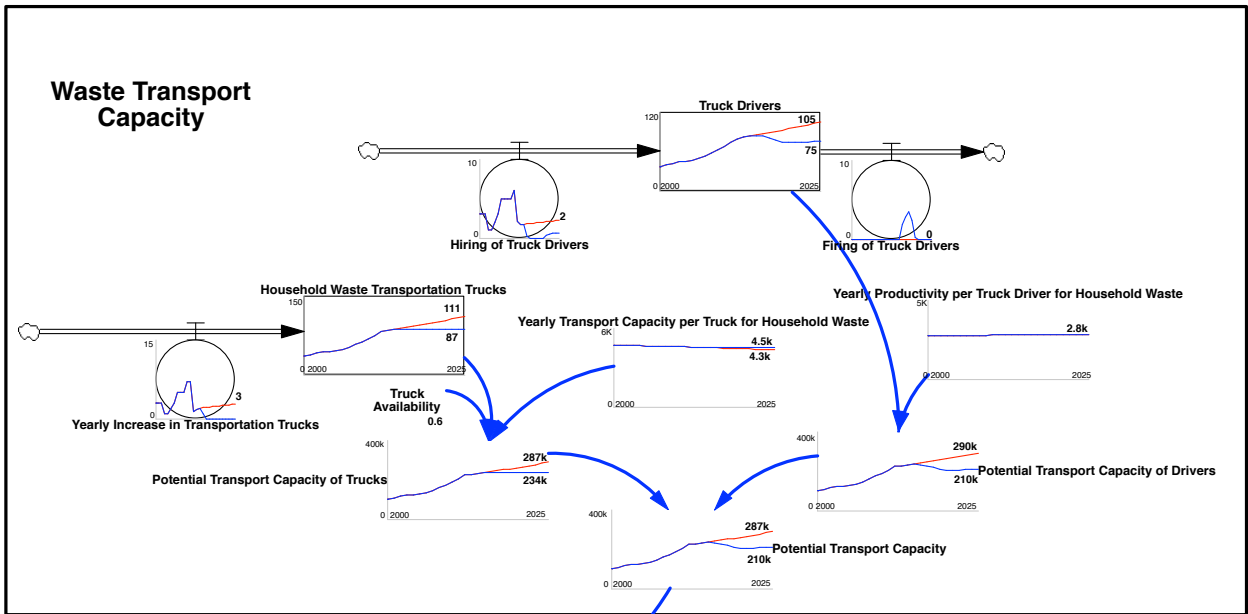 Waste Transport
Capacity
Truck Drivers
120
105
75
0 2000
2025
10
0
2
Hiring of Truck Drivers
10
0
0
Firing of Truck Drivers
Household Waste Transportation Trucks
150
111
87
0 2000
2025
15
0
3
Yearly Increase in Transportation Trucks
Yearly Transport Capacity per Truck for Household Waste
6K
4.5k
4.3k
0 2000
2025
Yearly Productivity per Truck Driver for Household Waste
5K
2.8k
0 2000
2025
Truck
Availability
0.6
400k
287k
234k
Potential Transport Capacity of Trucks
0 2000
2025
400k
290k
210k
Potential Transport Capacity of Drivers
0 2000
2025
400k
287k
210k
Potential Transport Capacity
0 2000
2025